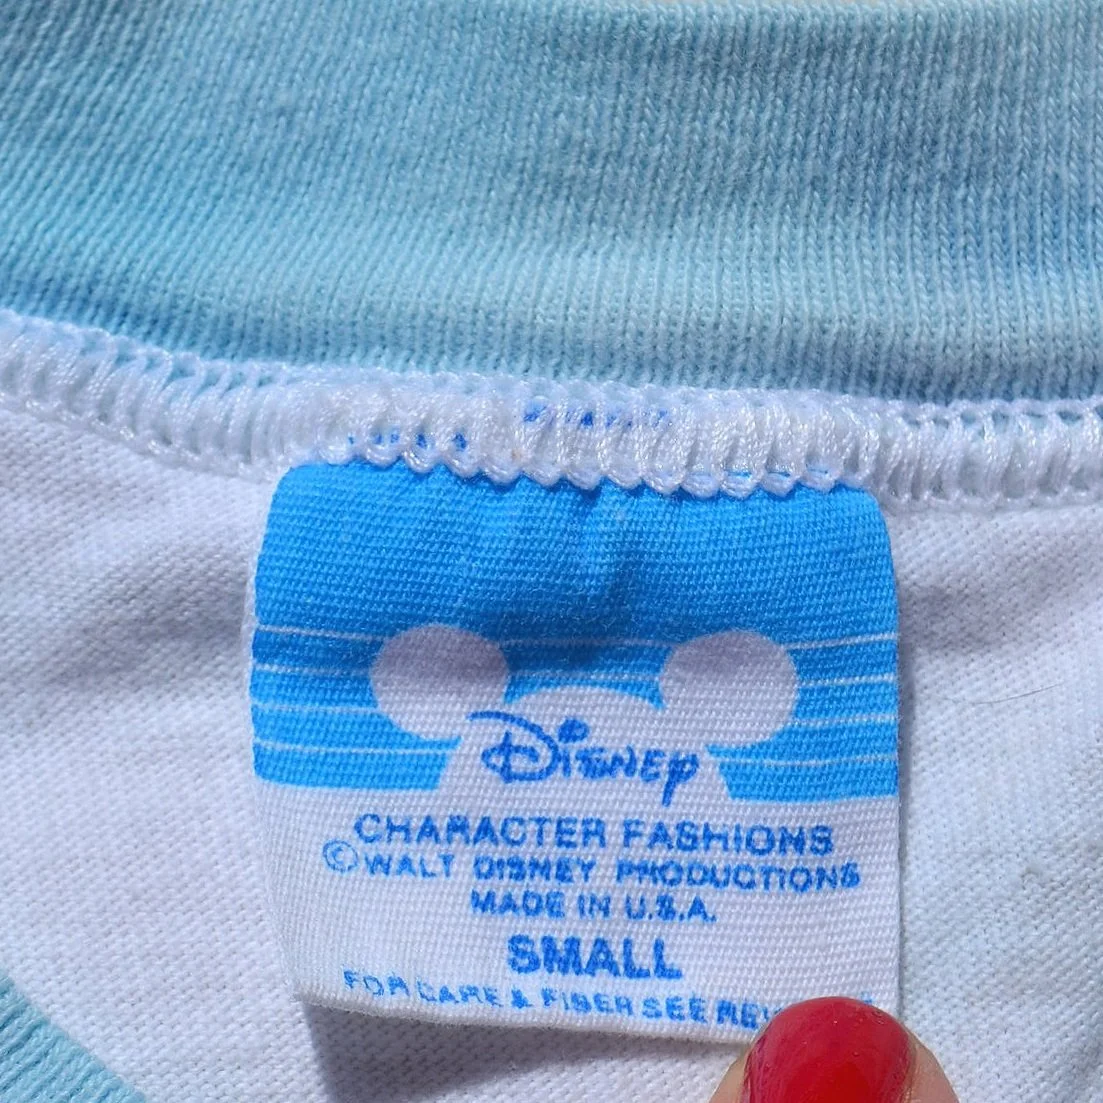 Disney
CHARACTER FASHIONS
©WALT DISNEY PRODUCTIONS
MADE IN U.S.A.
SMALL
FOR CARE & FIBER SEE